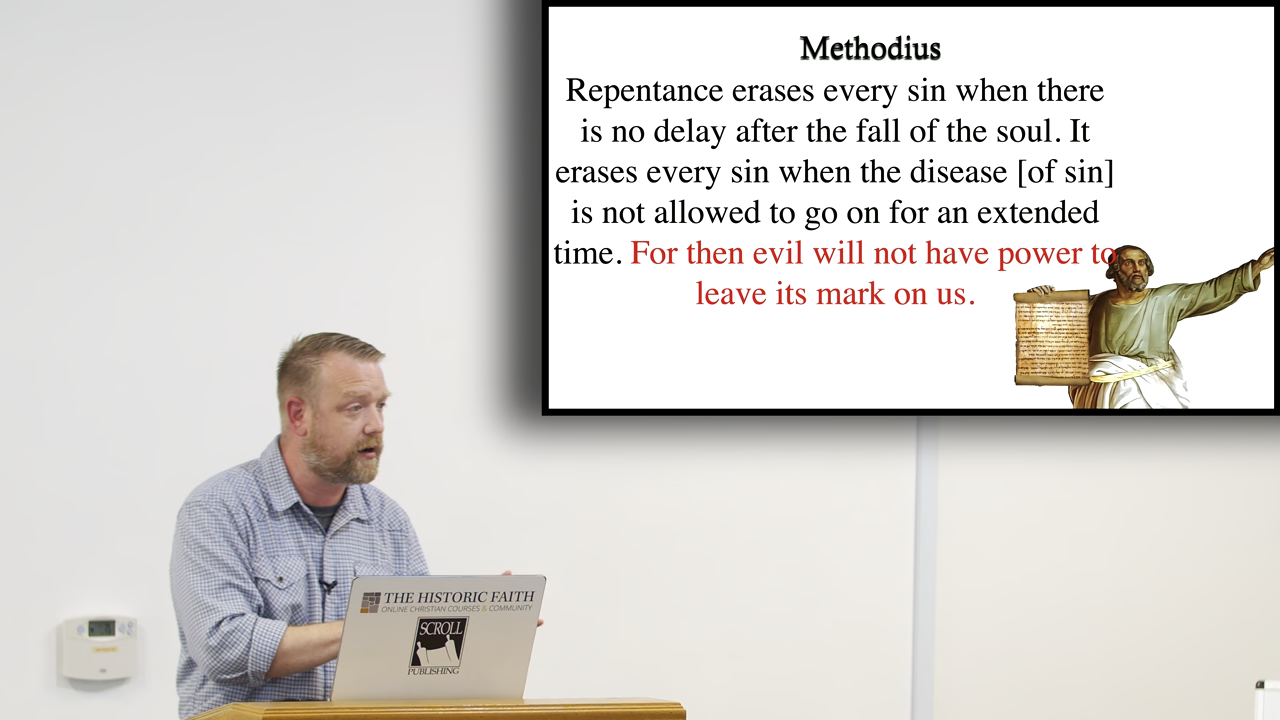 Methodius
Repentance erases every sin when there
is no delay after the fall of the soul. It
erases every sin when the disease [of sin]
is not allowed to go on for an extended
time. For then evil will not have power to
leave its mark on us.
THE HISTORIC FAITH
ONLINE CHRISTIAN COURSES & COMMUNITY
SCROLL
PUBLISHING